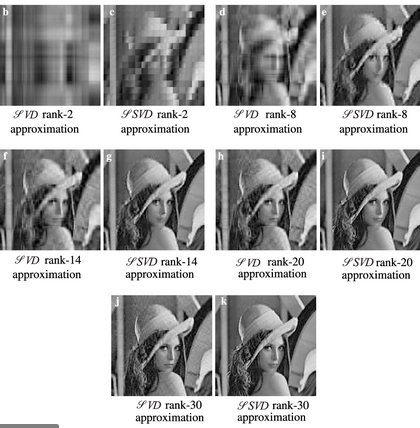 b c d e
𝒮VD rank-2 𝒮SVD rank-2 𝒮VD rank-8 𝒮SVD rank-8
approximation approximation approximation approximation
f g h i
𝒮VD rank-14 𝒮SVD rank-14 𝒮VD rank-20 𝒮SVD rank-20
approximation approximation approximation approximation
j k
𝒮VD rank-30 𝒮SVD rank-30
approximation approximation